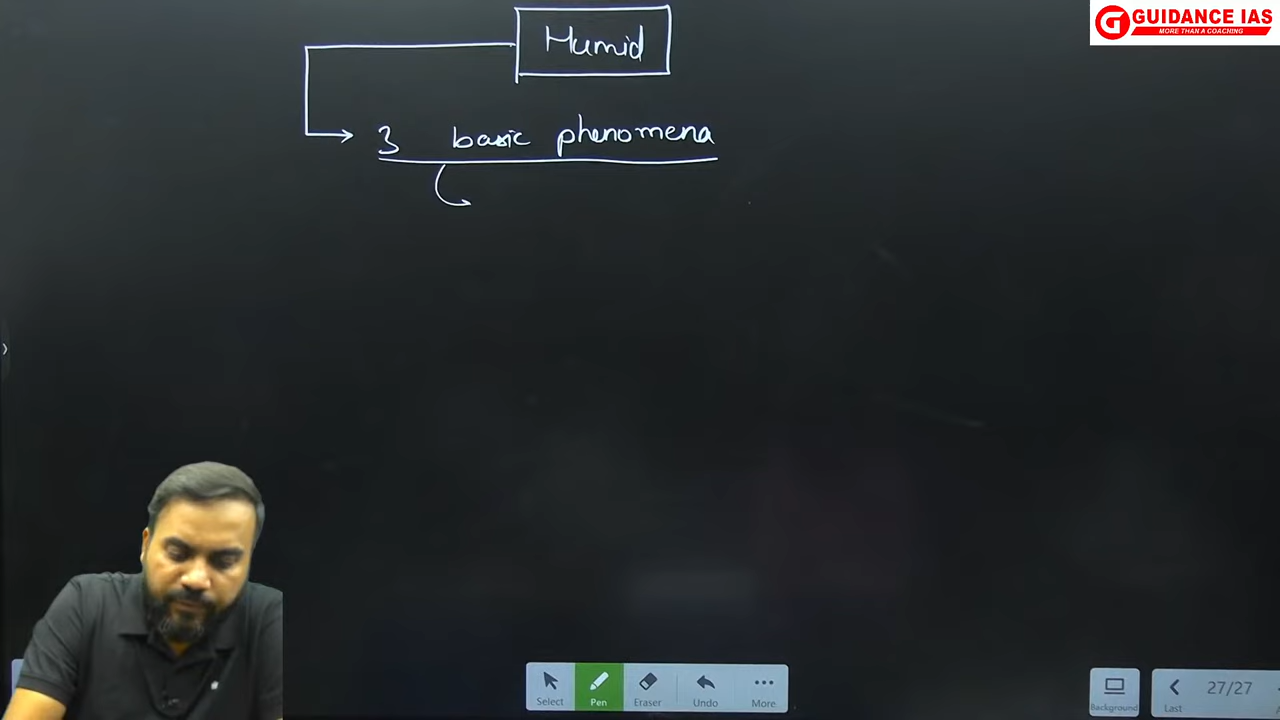 Humid
GUIDANCE IAS
MORE THAN A COACHING
3 basic phenomena
Select
Pen
Eraser
Undo
More
Background
Last
27/27